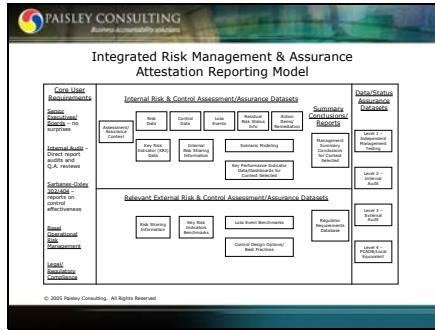 PAISLEY CONSULTING
Business accountability solutions
Integrated Risk Management & Assurance
Attestation Reporting Model
Core User
Requirements
Senior
Executives/
Boards – no
surprises
Internal Audit –
Direct report
audits and
Q.A. reviews
Sarbanes-Oxley
302/404 –
reports on
control
effectiveness
Basel
Operational
Risk
Management
Legal/
Regulatory
Compliance
Internal Risk & Control Assessment/Assurance Datasets
Assessment/
Assurance
Context
Risk
Data
Control
Data
Loss
Events
Residual
Risk Status
Info
Action
Items/
Remediation
Key Risk
Indicator (KRI)
Data
Internal
Risk Sharing
Information
Scenario Modeling
Key Performance Indicator
Data/Dashboards for
Context Selected
Summary
Conclusions/
Reports
Management
Summary
Conclusions
for Context
Selected
Relevant External Risk & Control Assessment/Assurance Datasets
Risk Sharing
Information
Key Risk
Indicators
Benchmarks
Loss Event Benchmarks
Control Design Options/
Best Practices
Regulator
Requirements
Database
Data/Status
Assurance
Datasets
Level 1 –
Independent
Management
Testing
Level 2 –
Internal
Audit
Level 3 –
External
Audit
Level 4 –
PCAOB/Local
Equivalent
© 2005 Paisley Consulting. All Rights Reserved